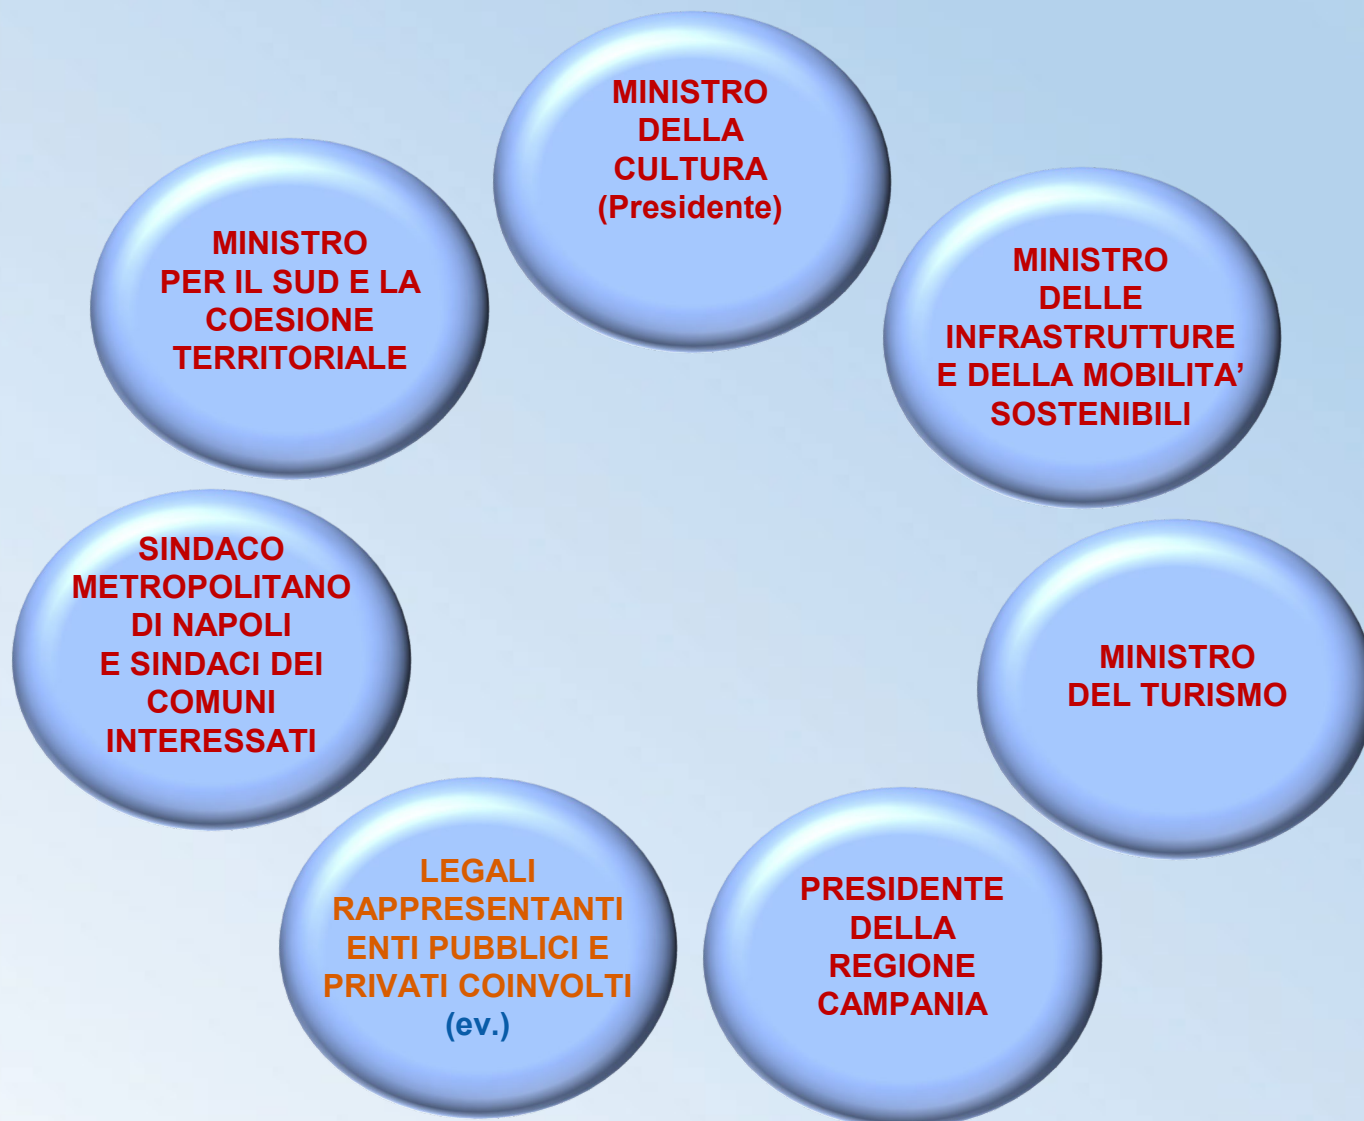 MINISTRO
DELLA
CULTURA
(Presidente)
MINISTRO
PER IL SUD E LA
COESIONE
TERRITORIALE
MINISTRO
DELLE
INFRASTRUTTURE
E DELLA MOBILITA’
SOSTENIBILI
SINDACO
METROPOLITANO
DI NAPOLI
E SINDACI DEI
COMUNI
INTERESSATI
MINISTRO
DEL TURISMO
LEGALI
RAPPRESENTANTI
ENTI PUBBLICI E
PRIVATI COINVOLTI
(ev.)
PRESIDENTE
DELLA
REGIONE
CAMPANIA